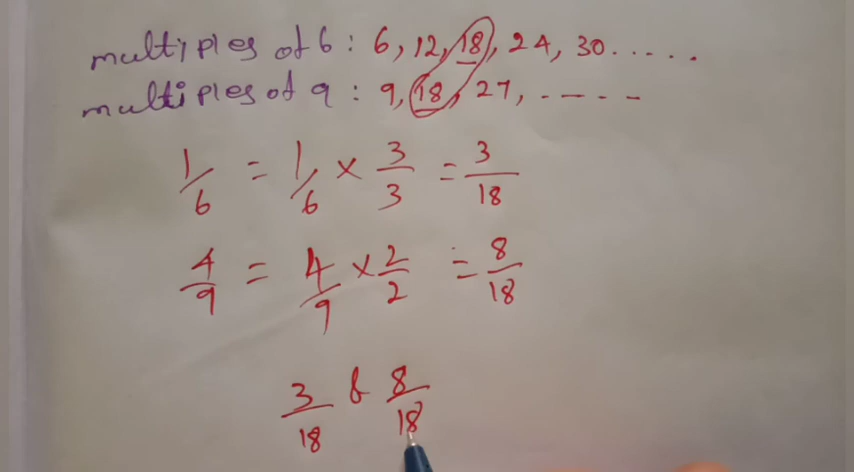 multiples of 6 : 6, 12, 18, 24, 30.....
multiples of 9 : 9, 18, 27, -----
1/6 = 1/6 × 3/3 = 3/18
4/9 = 4/9 × 2/2 = 8/18
3/18 & 8/18